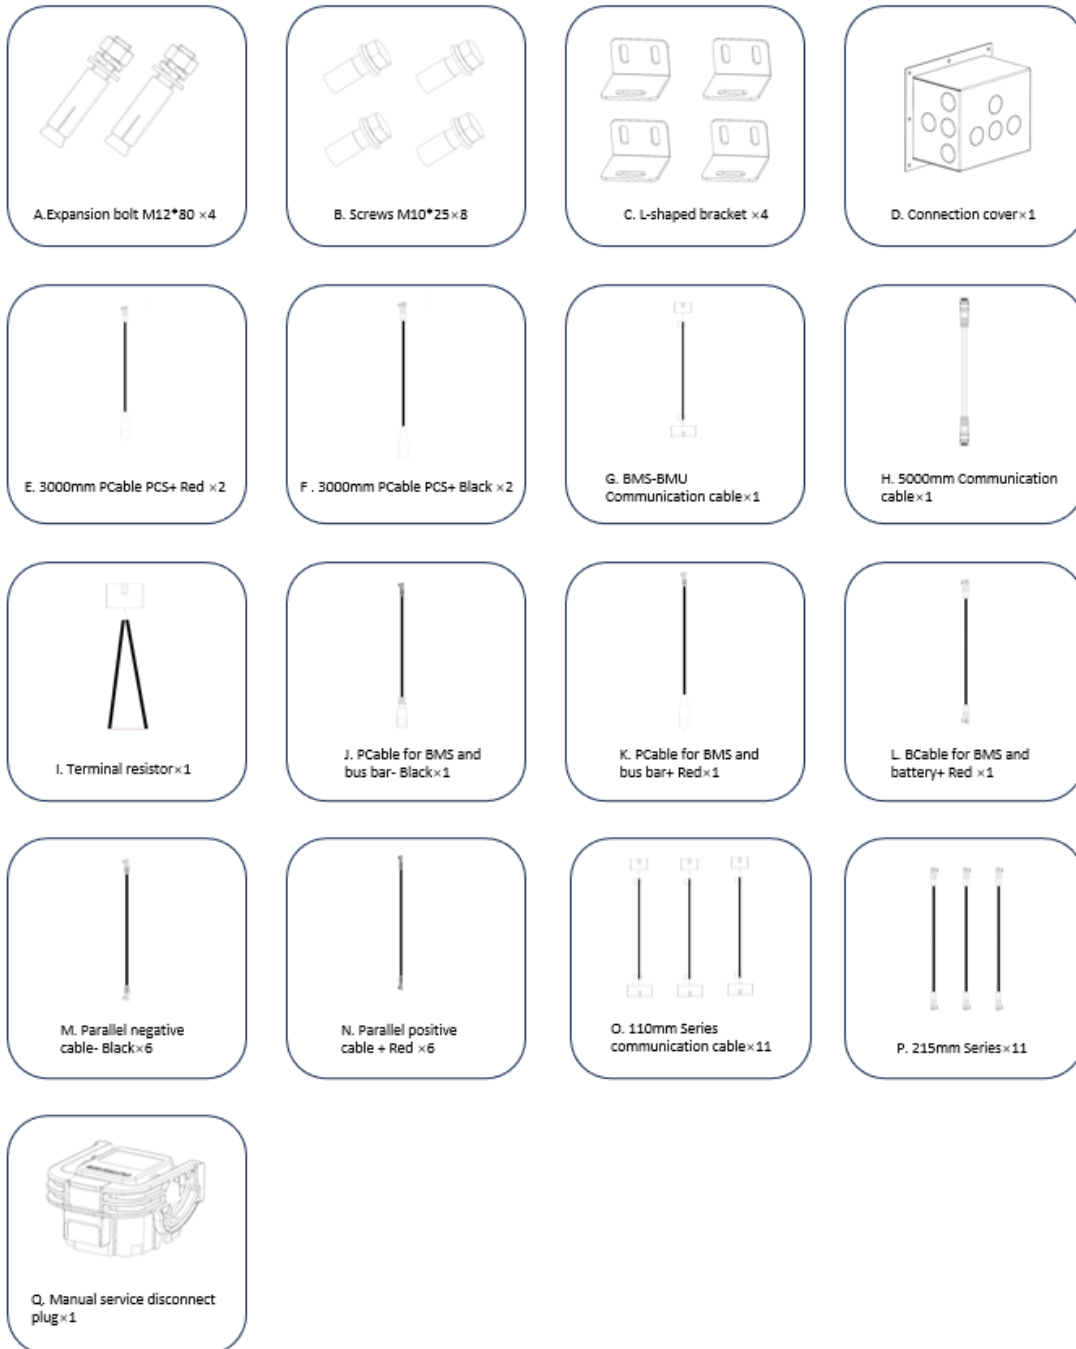 A.Expansion bolt M12*80 ×4
B. Screws M10*25×8
C. L-shaped bracket ×4
D. Connection cover×1
E. 3000mm PCable PCS+ Red ×2
F . 3000mm PCable PCS+ Black ×2
G. BMS-BMU
Communication cable×1
H. 5000mm Communication
cable×1
I. Terminal resistor×1
J. PCable for BMS and
bus bar- Black×1
K. PCable for BMS and
bus bar+ Red×1
L. BCable for BMS and
battery+ Red ×1
M. Parallel negative
cable- Black×6
N. Parallel positive
cable + Red ×6
O. 110mm Series
communication cable×11
P. 215mm Series×11
Q. Manual service disconnect
plug×1